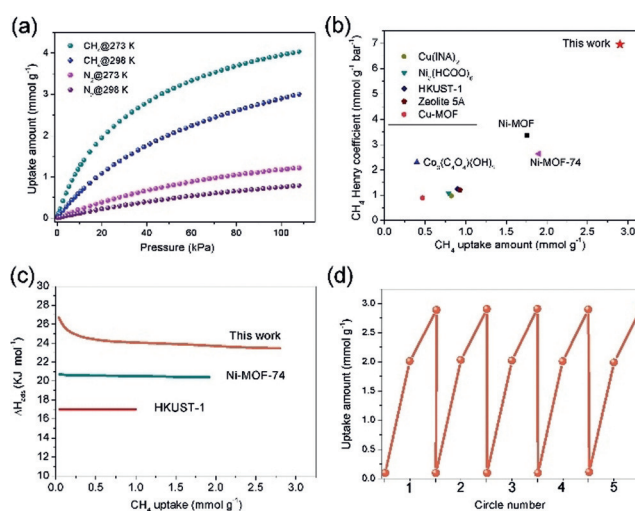 (a)
CH₄@273 K
CH₄@298 K
N₂@273 K
N₂@298 K
Uptake amount (mmol g⁻¹)
4
3
2
1
0
0 20 40 60 80 100
Pressure (kPa)
(b)
Cu(INA)₂
Ni₃(HCOO)₆
HKUST-1
Zeolite 5A
Cu-MOF
This work
Ni-MOF
Ni-MOF-74
Co₃(C₄O₄)(OH)₂
CH₄ Henry coefficient (mmol g⁻¹ bar⁻¹)
7
6
5
4
3
2
1
0
0.0 0.5 1.0 1.5 2.0 2.5 3.0
CH₄ uptake amount (mmol g⁻¹)
(c)
30
28
26
24
22
20
18
16
14
12
10
ΔHₐds (KJ mol⁻¹)
This work
Ni-MOF-74
HKUST-1
0.0 0.5 1.0 1.5 2.0 2.5 3.0
CH₄ uptake (mmol g⁻¹)
(d)
Uptake amount (mmol g⁻¹)
3.0
2.5
2.0
1.5
1.0
0.5
0.0
1 2 3 4 5
Circle number